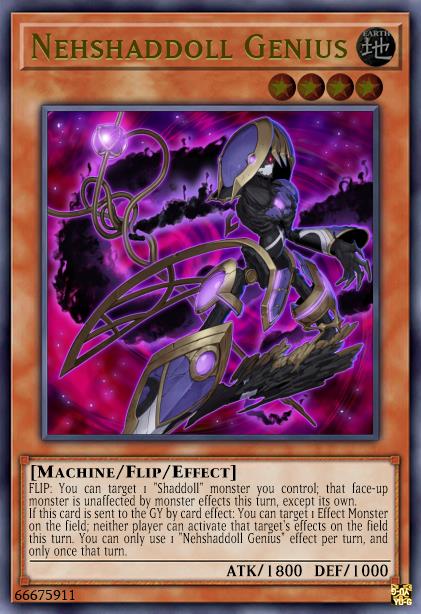 NEHSHADDOLL GENIUS
EARTH
地
[MACHINE/FLIP/EFFECT]
FLIP: You can target 1 "Shaddoll" monster you control; that face-up
monster is unaffected by monster effects this turn, except its own.
If this card is sent to the GY by card effect: You can target 1 Effect Monster
on the field; neither player can activate that target's effects on the field
this turn. You can only use 1 "Nehshaddoll Genius" effect per turn, and
only once that turn.
ATK/1800 DEF/1000
66675911